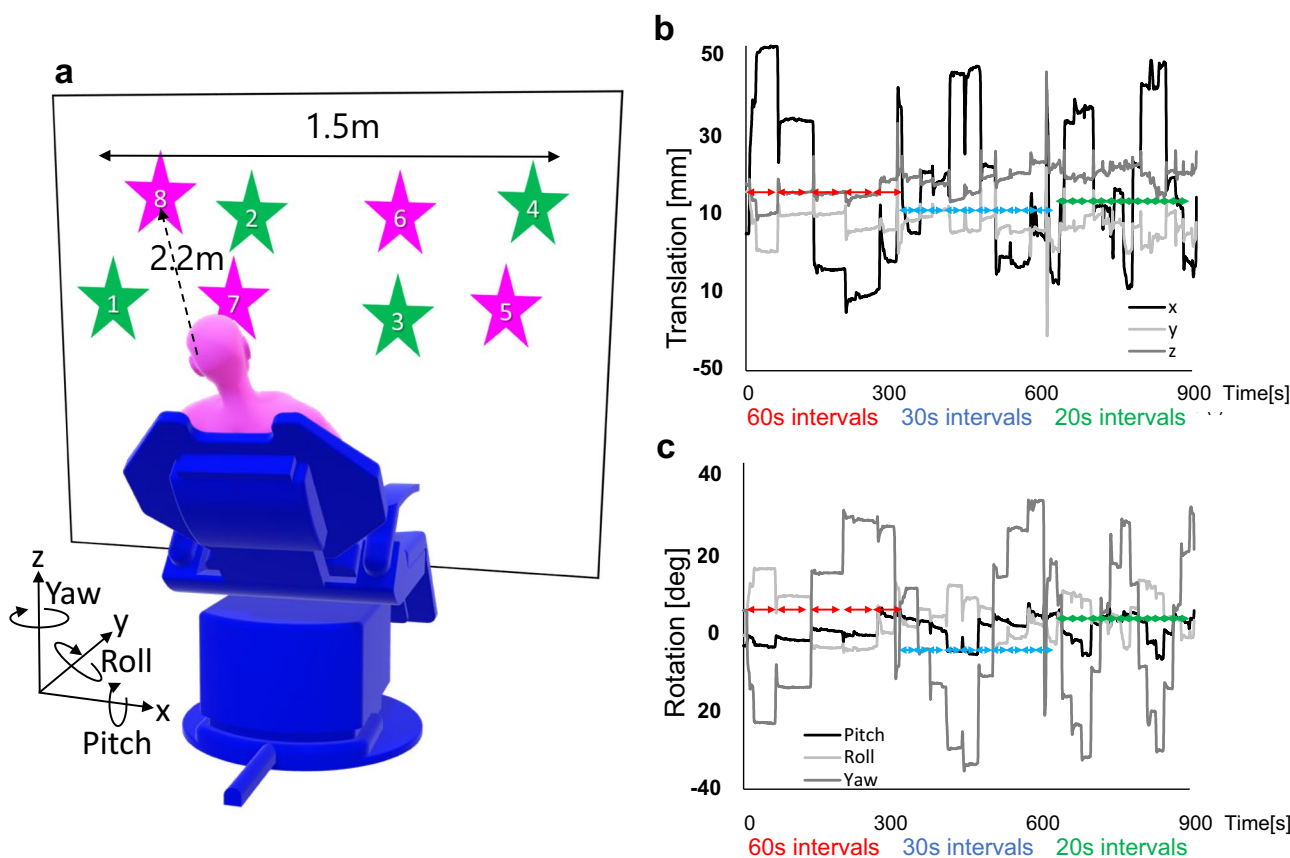 a
1.5m
8
2
6
4
2.2m
1
7
3
5
z
Yaw
y
Roll
x
Pitch
b
Translation [mm]
50
30
10
10
-50
x
y
z
0 300 600 900 Time[s]
60s intervals 30s intervals 20s intervals
c
Rotation [deg]
40
20
0
20
-40
Pitch
Roll
Yaw
0 300 600 900 Time[s]
60s intervals 30s intervals 20s intervals